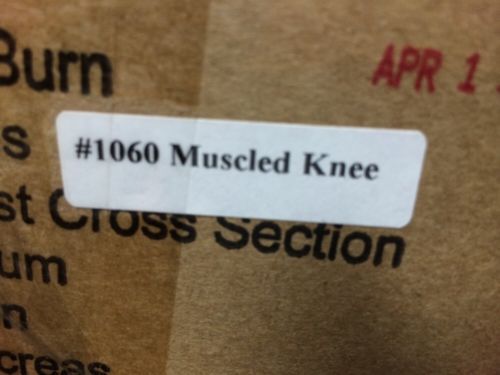 Burn
APR 1
s
#1060 Muscled Knee
st Cross Section
um
n
creas